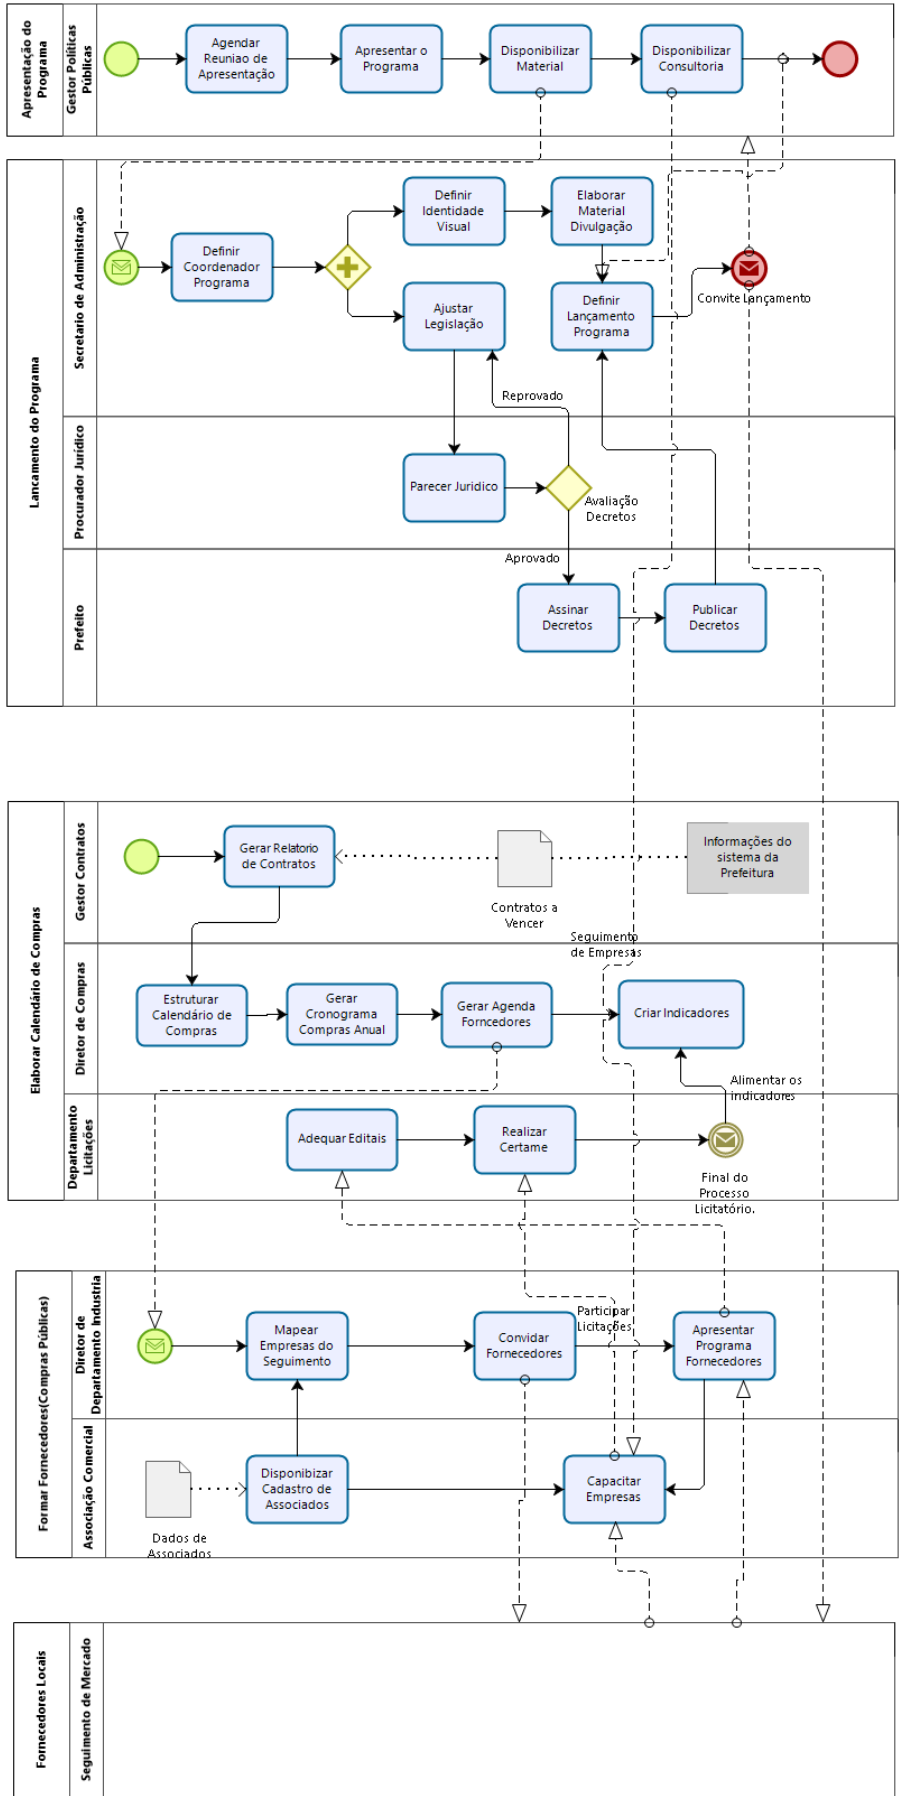 Apresentação do
Programa
Gestor Políticas
Públicas
Agendar
Reuniao de
Apresentação
Apresentar o
Programa
Disponibilizar
Material
Disponibilizar
Consultoria
Lancamento do Programa
Secretario de Administração
Definir
Coordenador
Programa
Definir
Identidade
Visual
Elaborar
Material
Divulgação
Ajustar
Legislação
Definir
Lançamento
Programa
Convite Lançamento
Reprovado
Procurador Jurídico
Parecer Juridico
Avaliação
Decretos
Aprovado
Prefeito
Assinar
Decretos
Publicar
Decretos
Elaborar Calendário de Compras
Gestor Contratos
Gerar Relatorio
de Contratos
Contratos a
Vencer
Informações do
sistema da
Prefeitura
Seguimento
de Empresas
Diretor de Compras
Estruturar
Calendário de
Compras
Gerar
Cronograma
Compras Anual
Gerar Agenda
Forncedores
Criar Indicadores
Alimentar os
indicadores
Departamento
Licitações
Adequar Editais
Realizar
Certame
Final do
Processo
Licitatório.
Formar Fornecedores(Compras Públicas)
Diretor de
Departamento Industria
Mapear
Empresas do
Seguimento
Convidar
Fornecedores
Participar
Licitações
Apresentar
Programa
Fornecedores
Associação Comercial
Dados de
Associados
Disponibizar
Cadastro de
Associados
Capacitar
Empresas
Fornecedores Locais
Seguimento de Mercado